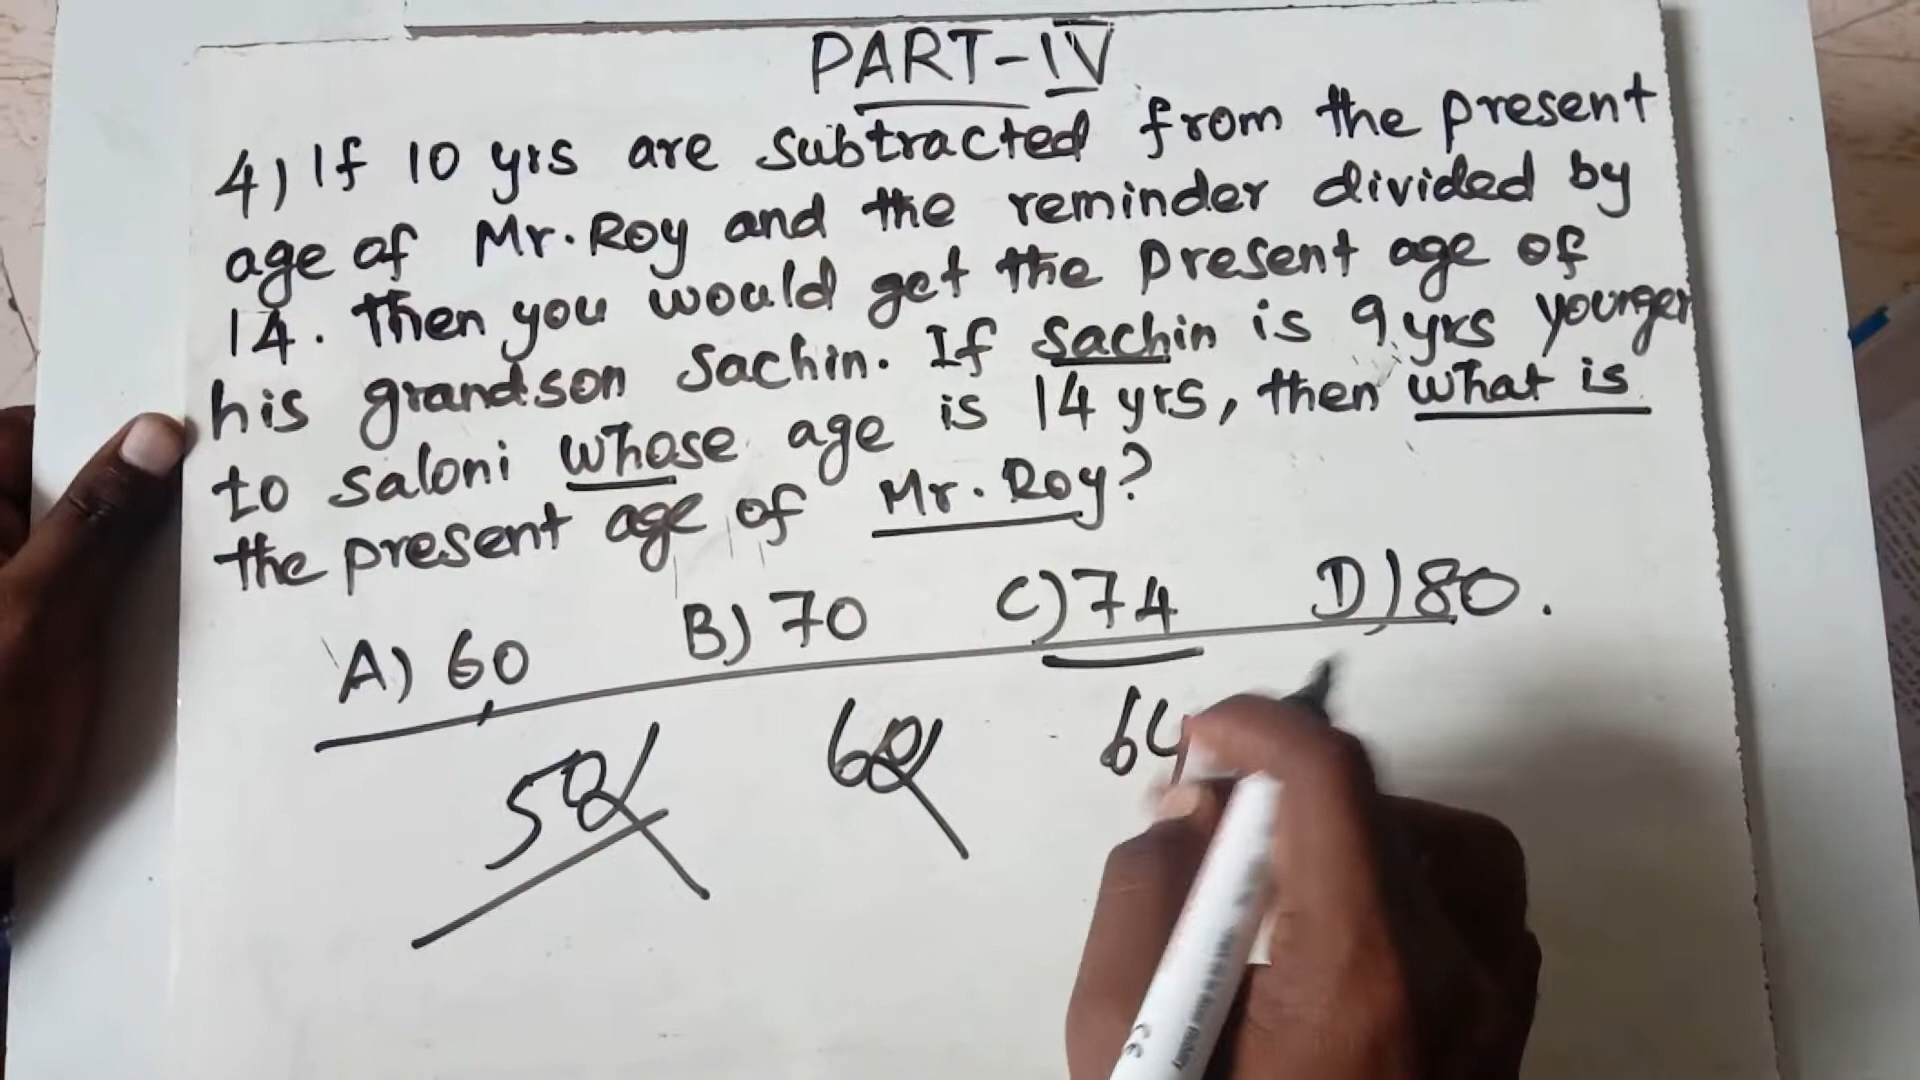 PART-IV
4) If 10 yrs are subtracted from the present
age of Mr. Roy and the reminder divided by
14. Then you would get the present age of
his grandson Sachin. If Sachin is 9 yrs younger
to saloni whose age is 14 yrs, then what is
the present age of Mr. Roy?
A) 60 B) 70 C) 74 D) 80.
50 60 64